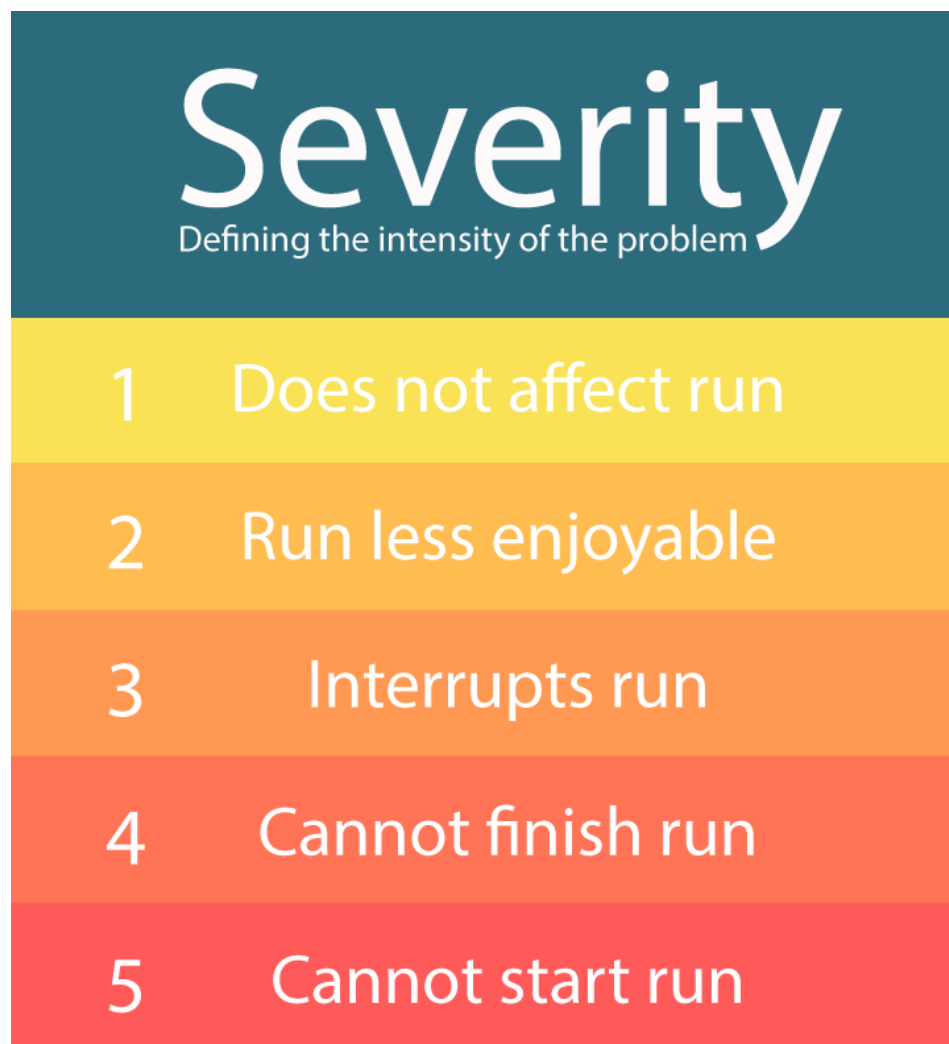 Severity
Defining the intensity of the problem
1 Does not affect run
2 Run less enjoyable
3 Interrupts run
4 Cannot finish run
5 Cannot start run